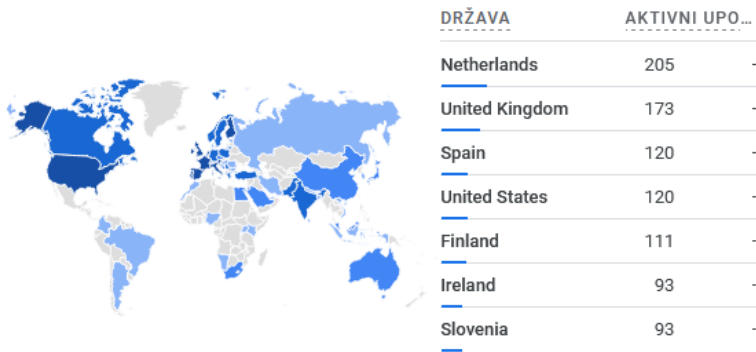 DRŽAVA AKTIVNI UPO...
Netherlands 205
United Kingdom 173
Spain 120
United States 120
Finland 111
Ireland 93
Slovenia 93